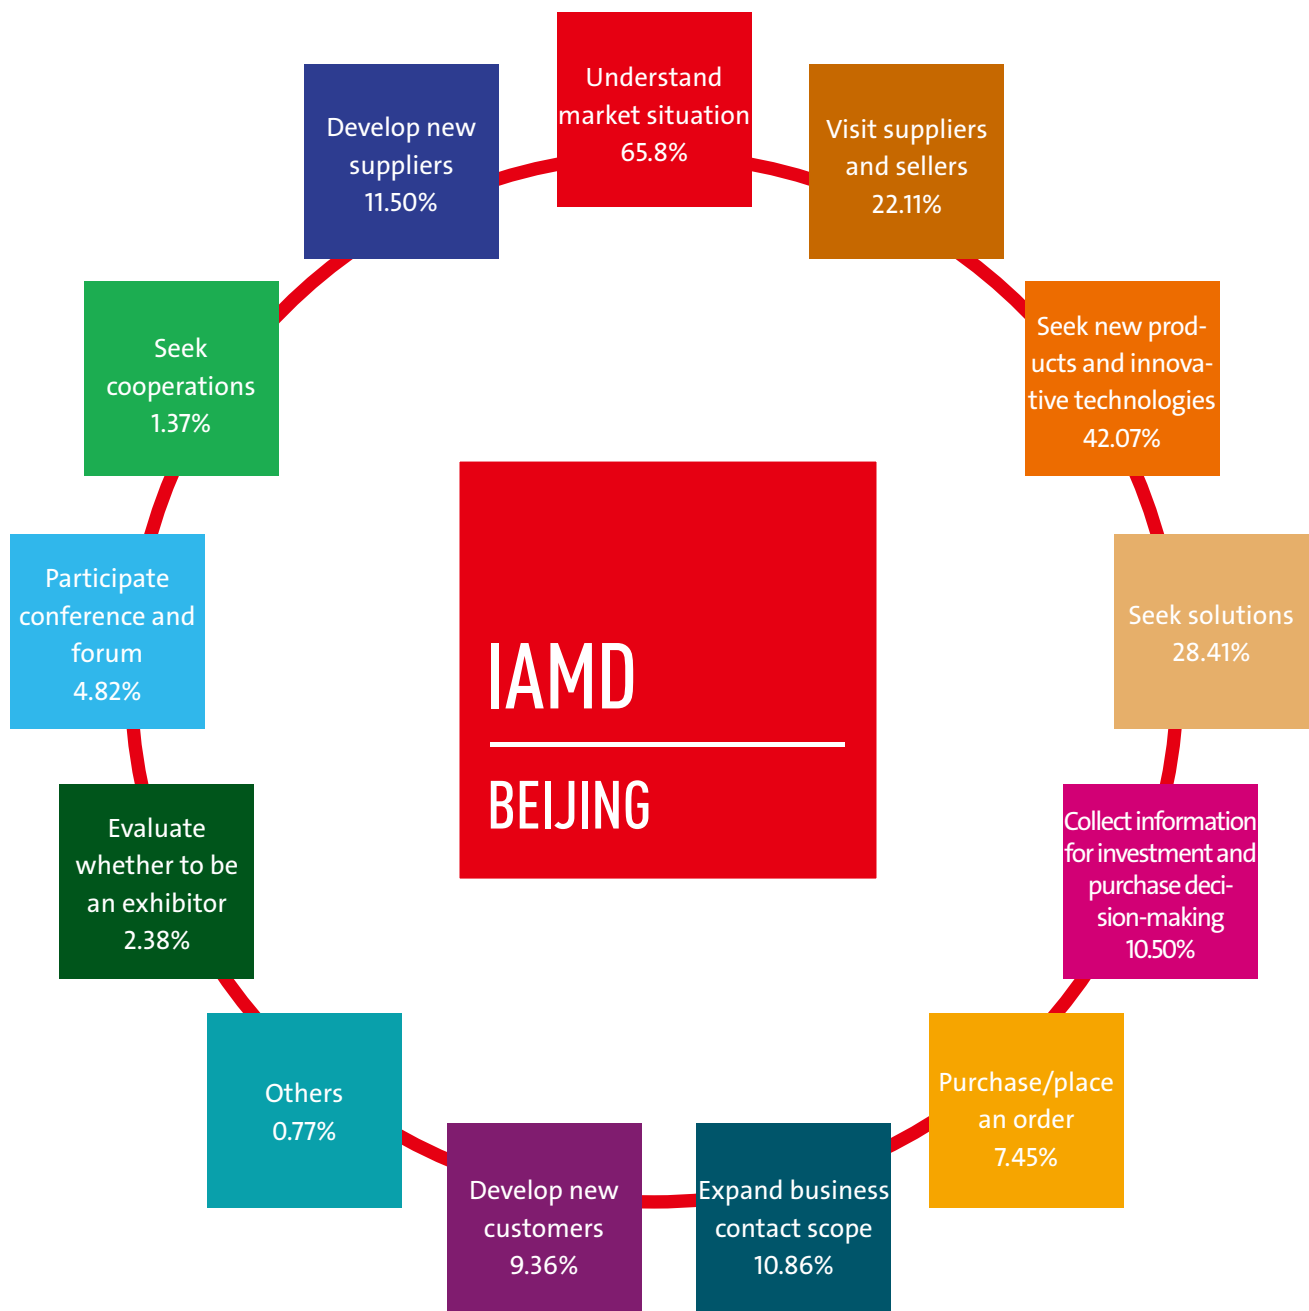 Understand
market situation
65.8%
Visit suppliers
and sellers
22.11%
Seek new prod-
ucts and innova-
tive technologies
42.07%
Seek solutions
28.41%
Collect information
for investment and
purchase deci-
sion-making
10.50%
Purchase/place
an order
7.45%
Expand business
contact scope
10.86%
Develop new
customers
9.36%
Others
0.77%
Evaluate
whether to be
an exhibitor
2.38%
Participate
conference and
forum
4.82%
Seek
cooperations
1.37%
Develop new
suppliers
11.50%
IAMD
BEIJING